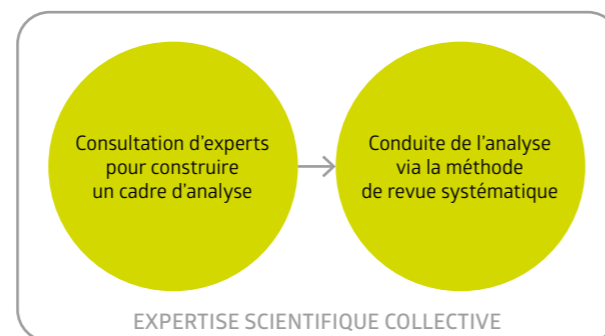 Consultation d'experts
pour construire
un cadre d'analyse
Conduite de l'analyse
via la méthode
de revue systématique
EXPERTISE SCIENTIFIQUE COLLECTIVE